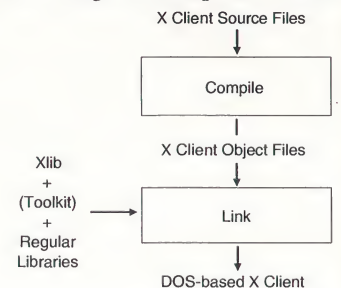 X Client Source Files
Compile
X Client Object Files
Xlib
+
(Toolkit)
+
Regular
Libraries
Link
DOS-based X Client